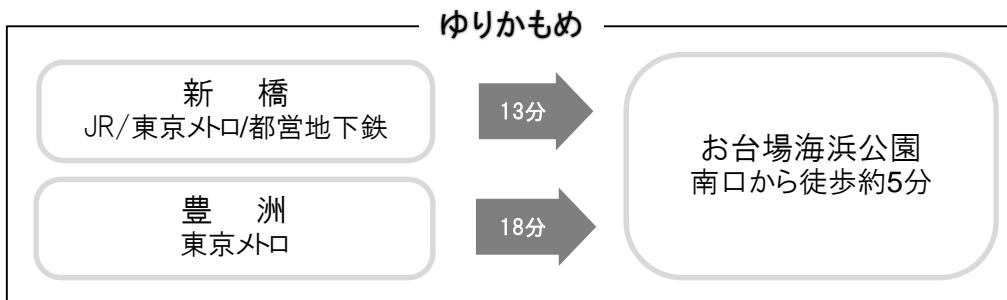 ゆりかもめ
新 橋
JR/東京メトロ/都営地下鉄
13分
豊 洲
東京メトロ
18分
お台場海浜公園
南口から徒歩約5分